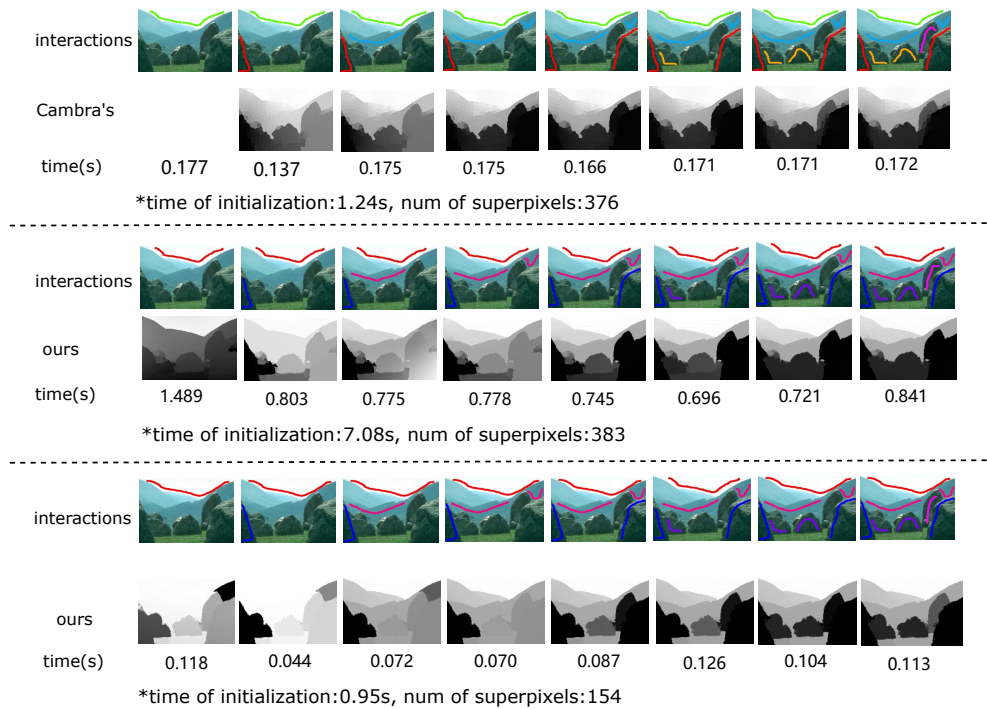 interactions
Cambra's
time(s) 0.177 0.137 0.175 0.175 0.166 0.171 0.171 0.172
*time of initialization:1.24s, num of superpixels:376
interactions
ours
time(s) 1.489 0.803 0.775 0.778 0.745 0.696 0.721 0.841
*time of initialization:7.08s, num of superpixels:383
interactions
ours
time(s) 0.118 0.044 0.072 0.070 0.087 0.126 0.104 0.113
*time of initialization:0.95s, num of superpixels:154